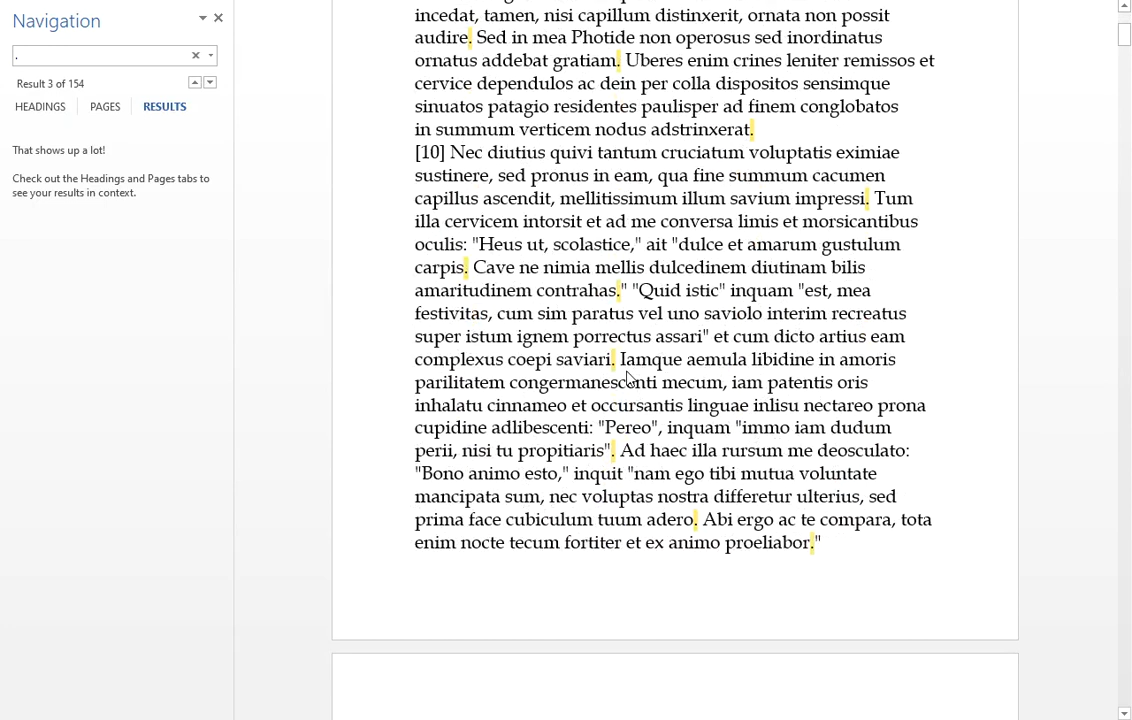 Navigation
.
Result 3 of 154
HEADINGS PAGES RESULTS
That shows up a lot!
Check out the Headings and Pages tabs to
see your results in context.
incedat, tamen, nisi capillum distinxerit, ornata non possit
audire. Sed in mea Photide non operosus sed inordinatus
ornatus addebat gratiam. Uberes enim crines leniter remissos et
cervice dependulos ac dein per colla dispositos sensimque
sinuatos patagio residentes paulisper ad finem conglobatos
in summum verticem nodus adstrinxerat.
[10] Nec diutius quivi tantum cruciatum voluptatis eximiae
sustinere, sed pronus in eam, qua fine summum cacumen
capillus ascendit, mellitissimum illum savium impressi. Tum
illa cervicem intorsit et ad me conversa limis et morsicantibus
oculis: "Heus ut, scolastice," ait "dulce et amarum gustulum
carpis. Cave ne nimia mellis dulcedinem diutinam bilis
amaritudinem contrahas." "Quid istic" inquam "est, mea
festivitas, cum sim paratus vel uno saviolo interim recreatus
super istum ignem porrectus assari" et cum dicto artius eam
complexus coepi saviari. Iamque aemula libidine in amoris
parilitatem congermanescenti mecum, iam patentis oris
inhalatu cinnameo et occursantis linguae inlisu nectareo prona
cupidine adlibescenti: "Pereo", inquam "immo iam dudum
perii, nisi tu propitiaris". Ad haec illa rursum me deosculato:
"Bono animo esto," inquit "nam ego tibi mutua voluntate
mancipata sum, nec voluptas nostra differetur ulterius, sed
prima face cubiculum tuum adero. Abi ergo ac te compara, tota
enim nocte tecum fortiter et ex animo proeliabor."